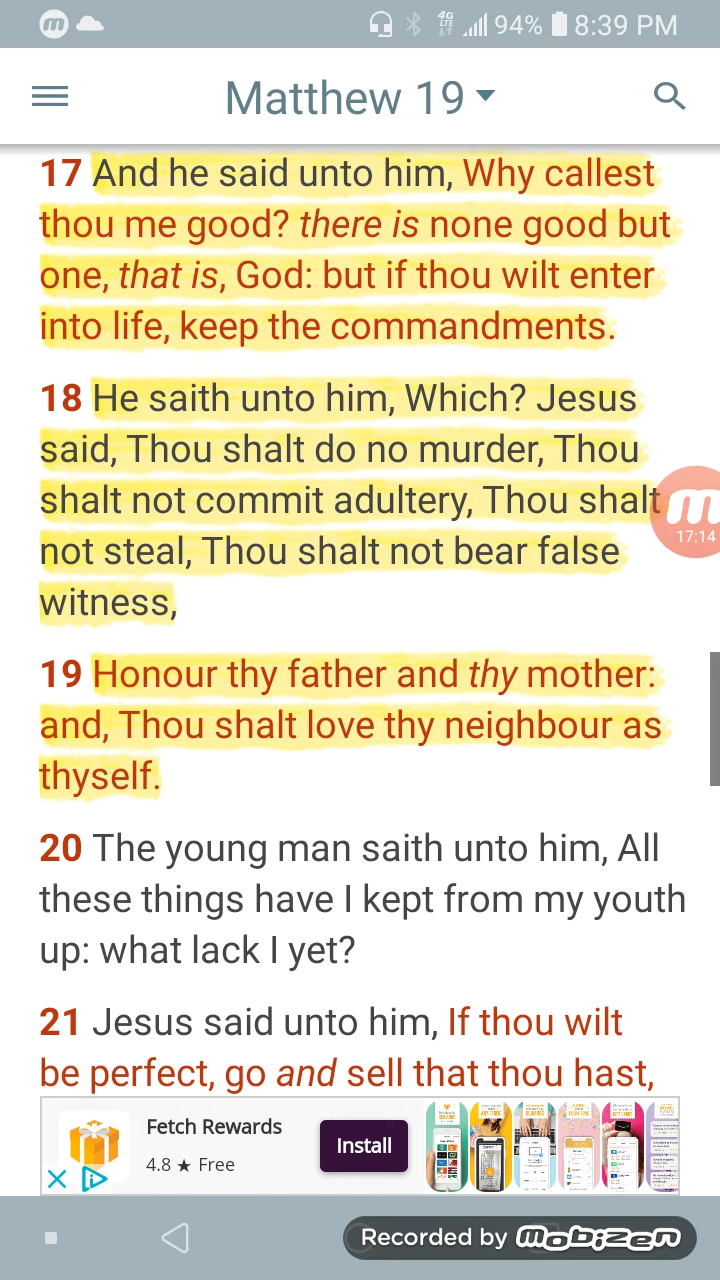 m 4G LTE 94% 8:39 PM
Matthew 19
17 And he said unto him, Why callest
thou me good? there is none good but
one, that is, God: but if thou wilt enter
into life, keep the commandments.
18 He saith unto him, Which? Jesus
said, Thou shalt do no murder, Thou
shalt not commit adultery, Thou shalt
not steal, Thou shalt not bear false
witness,
m
17:14
19 Honour thy father and thy mother:
and, Thou shalt love thy neighbour as
thyself.
20 The young man saith unto him, All
these things have I kept from my youth
up: what lack I yet?
21 Jesus said unto him, If thou wilt
be perfect, go and sell that thou hast,
Fetch Rewards
4.8 ★ Free
Install
Recorded by mobizen